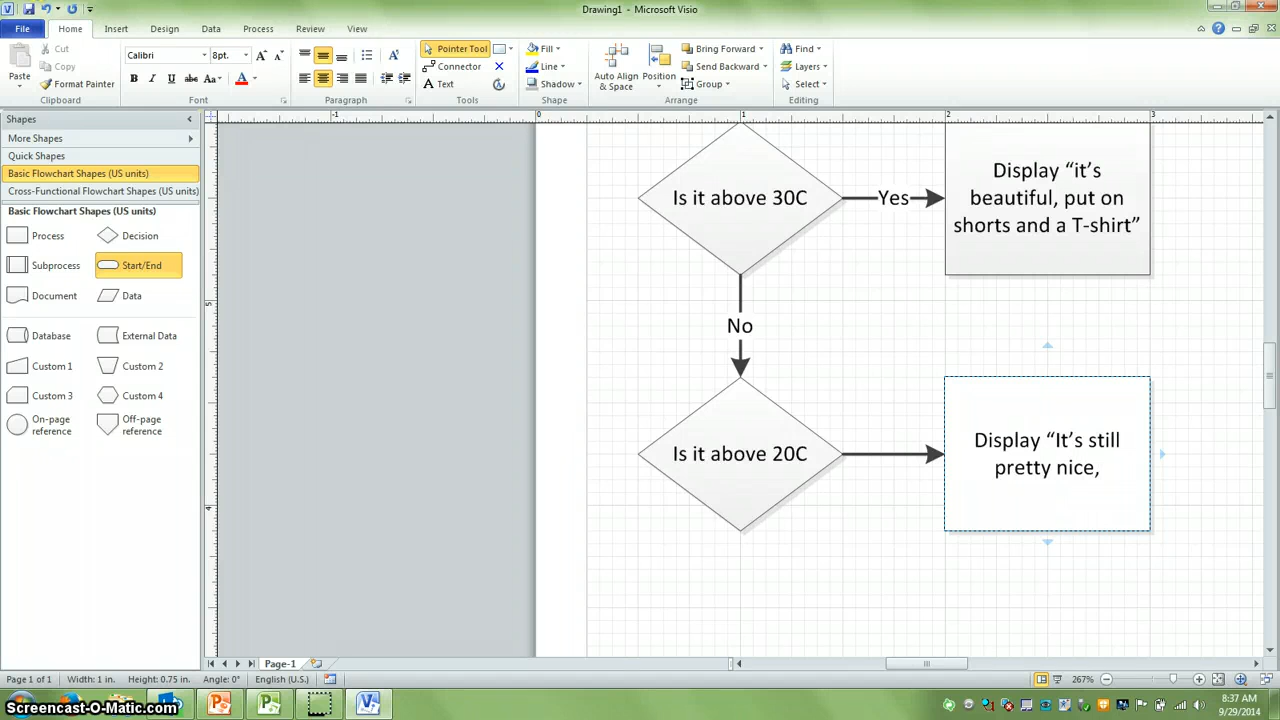 Drawing1 - Microsoft Visio
File Home Insert Design Data Process Review View
Paste
Cut
Copy
Format Painter
Clipboard
Calibri 8pt.
Font
Paragraph
Pointer Tool
Connector
Text
Tools
Fill
Line
Shadow
Shape
Auto Align & Space
Position
Bring Forward
Send Backward
Group
Arrange
Find
Layers
Select
Editing
Shapes
More Shapes
Quick Shapes
Basic Flowchart Shapes (US units)
Cross-Functional Flowchart Shapes (US units)
Basic Flowchart Shapes (US units)
Process Decision
Subprocess Start/End
Document Data
Database External Data
Custom 1 Custom 2
Custom 3 Custom 4
On-page reference Off-page reference
-1 0 1 2 3
5
4
Is it above 30C
Yes
Display “it’s
beautiful, put on
shorts and a T-shirt”
No
Is it above 20C
Display “It’s still
pretty nice,
Page-1
Page 1 of 1 Width: 1 in. Height: 0.75 in. Angle: 0° English (U.S.) 267%
Screencast-O-Matic.com
8:37 AM
9/29/2014